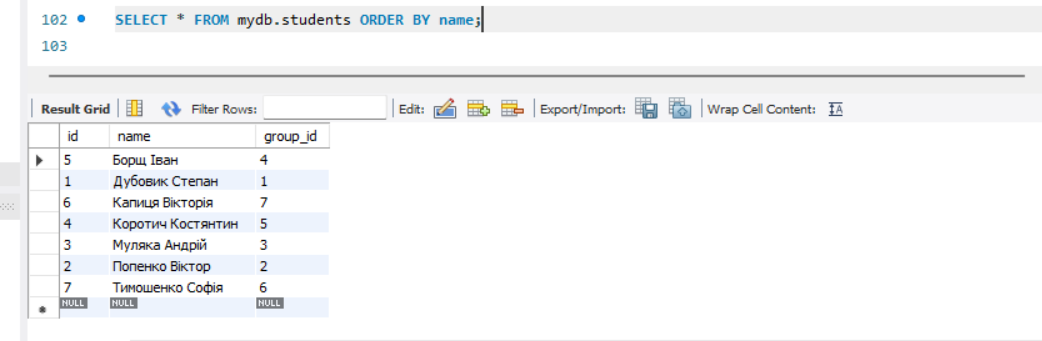 102 SELECT * FROM mydb.students ORDER BY name;
103
Result Grid Filter Rows: Edit: Export/Import: Wrap Cell Content:
id name group_id
5 Борщ Іван 4
1 Дубовик Степан 1
6 Капиця Вікторія 7
4 Коротич Костянтин 5
3 Муляка Андрій 3
2 Попенко Віктор 2
7 Тимошенко Софія 6
NULL NULL NULL